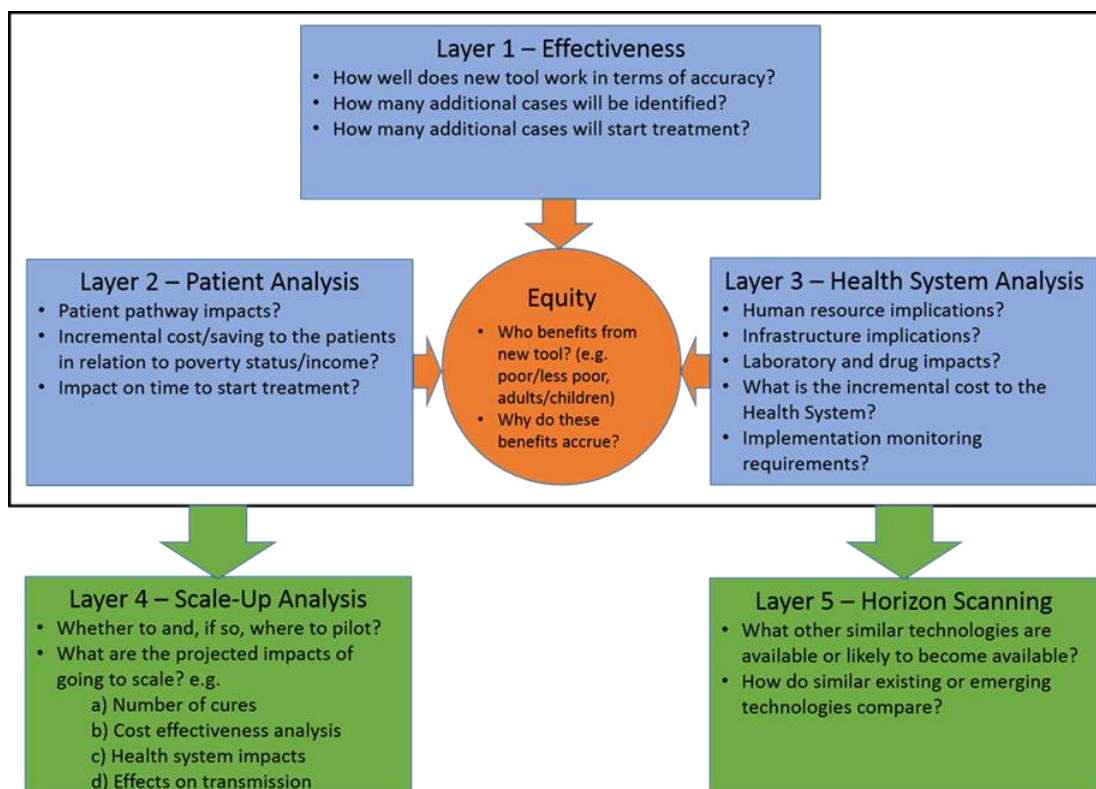 Layer 1 – Effectiveness
• How well does new tool work in terms of accuracy?
• How many additional cases will be identified?
• How many additional cases will start treatment?
Layer 2 – Patient Analysis
• Patient pathway impacts?
• Incremental cost/saving to the patients
in relation to poverty status/income?
• Impact on time to start treatment?
Equity
• Who benefits from
new tool? (e.g.
poor/less poor,
adults/children)
• Why do these
benefits accrue?
Layer 3 – Health System Analysis
• Human resource implications?
• Infrastructure implications?
• Laboratory and drug impacts?
• What is the incremental cost to the
Health System?
• Implementation monitoring
requirements?
Layer 4 – Scale-Up Analysis
• Whether to and, if so, where to pilot?
• What are the projected impacts of
going to scale? e.g.
a) Number of cures
b) Cost effectiveness analysis
c) Health system impacts
d) Effects on transmission
Layer 5 – Horizon Scanning
• What other similar technologies are
available or likely to become available?
• How do similar existing or emerging
technologies compare?